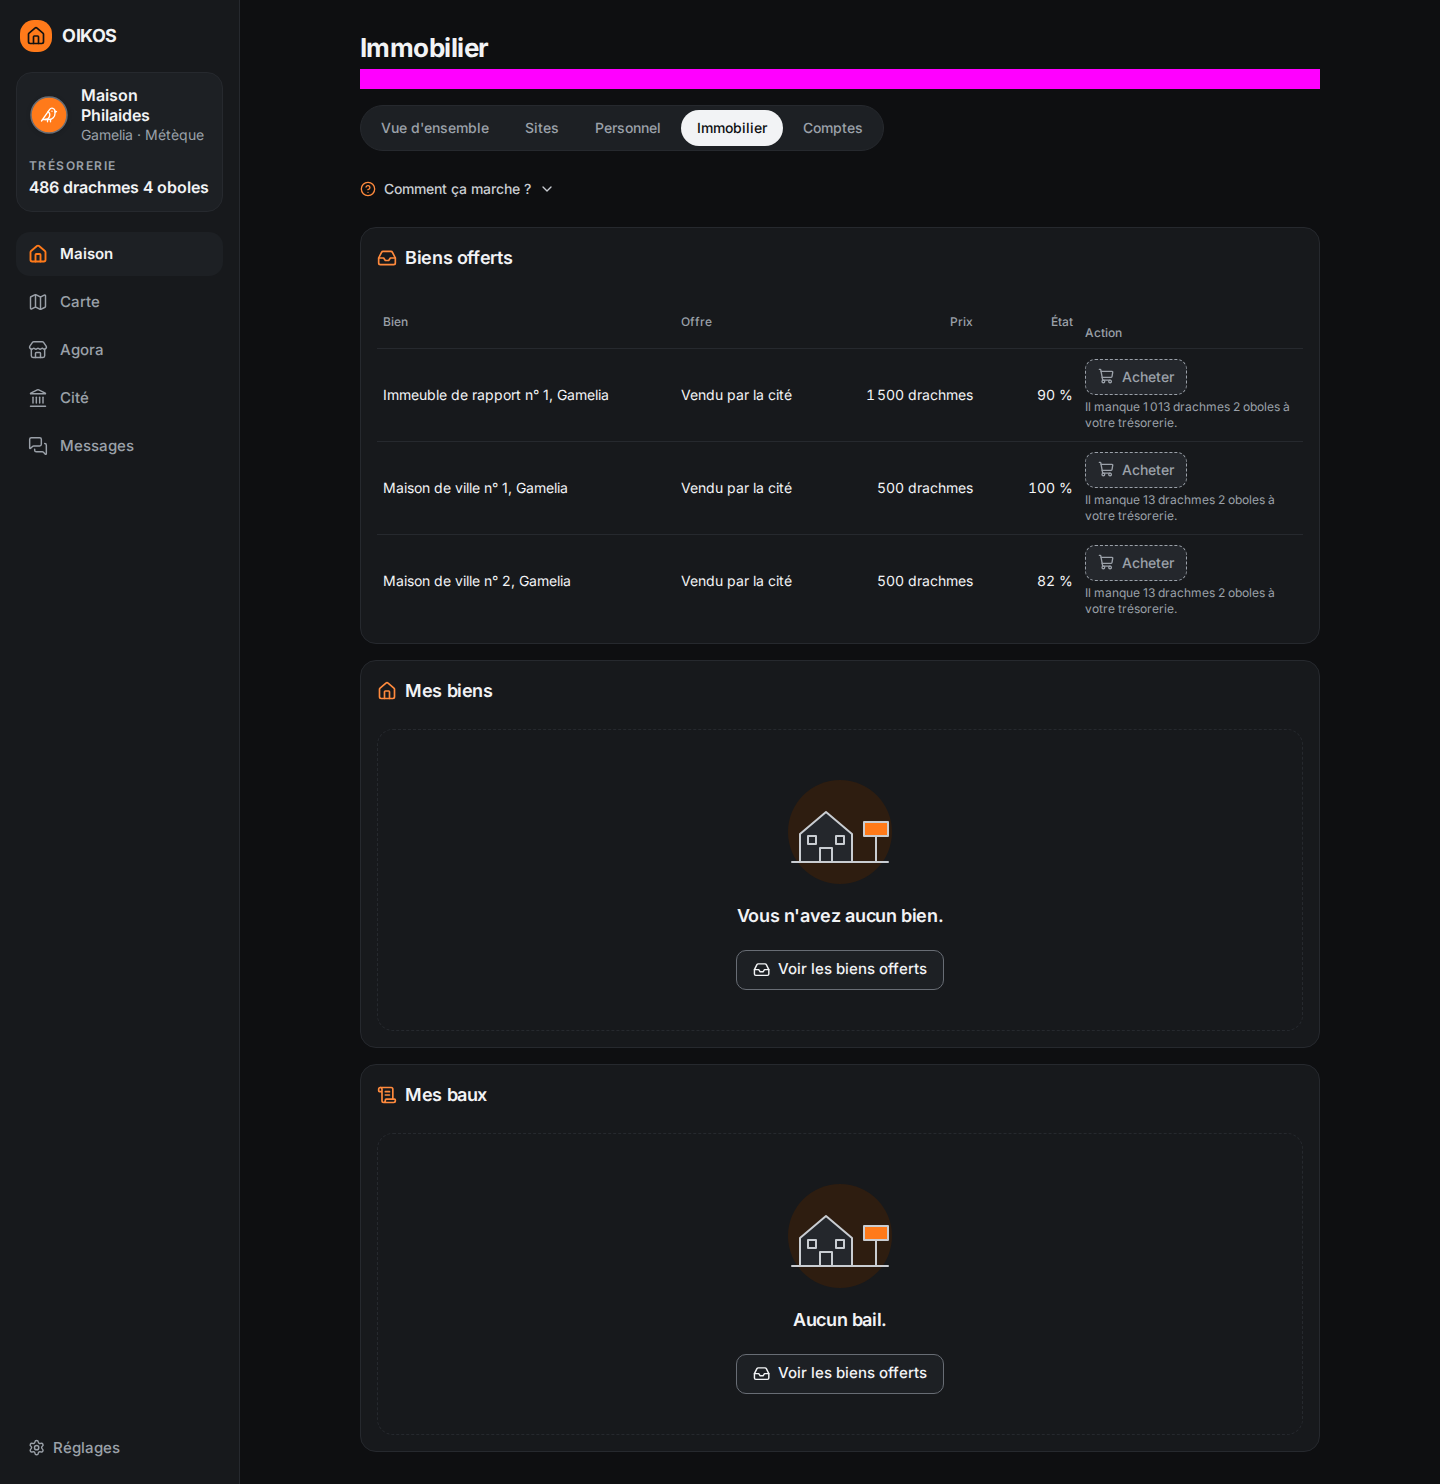 OIKOS
Maison
Philaides
Gamelia · Métèque
TRÉSORERIE
486 drachmes 4 oboles
Maison
Carte
Agora
Cité
Messages
Réglages
Immobilier
Vue d'ensemble Sites Personnel Immobilier Comptes
Comment ça marche ?
Biens offerts
Bien Offre Prix État Action
Immeuble de rapport n° 1, Gamelia Vendu par la cité 1 500 drachmes 90 % Acheter
Il manque 1 013 drachmes 2 oboles à
votre trésorerie.
Maison de ville n° 1, Gamelia Vendu par la cité 500 drachmes 100 % Acheter
Il manque 13 drachmes 2 oboles à
votre trésorerie.
Maison de ville n° 2, Gamelia Vendu par la cité 500 drachmes 82 % Acheter
Il manque 13 drachmes 2 oboles à
votre trésorerie.
Mes biens
Vous n'avez aucun bien.
Voir les biens offerts
Mes baux
Aucun bail.
Voir les biens offerts